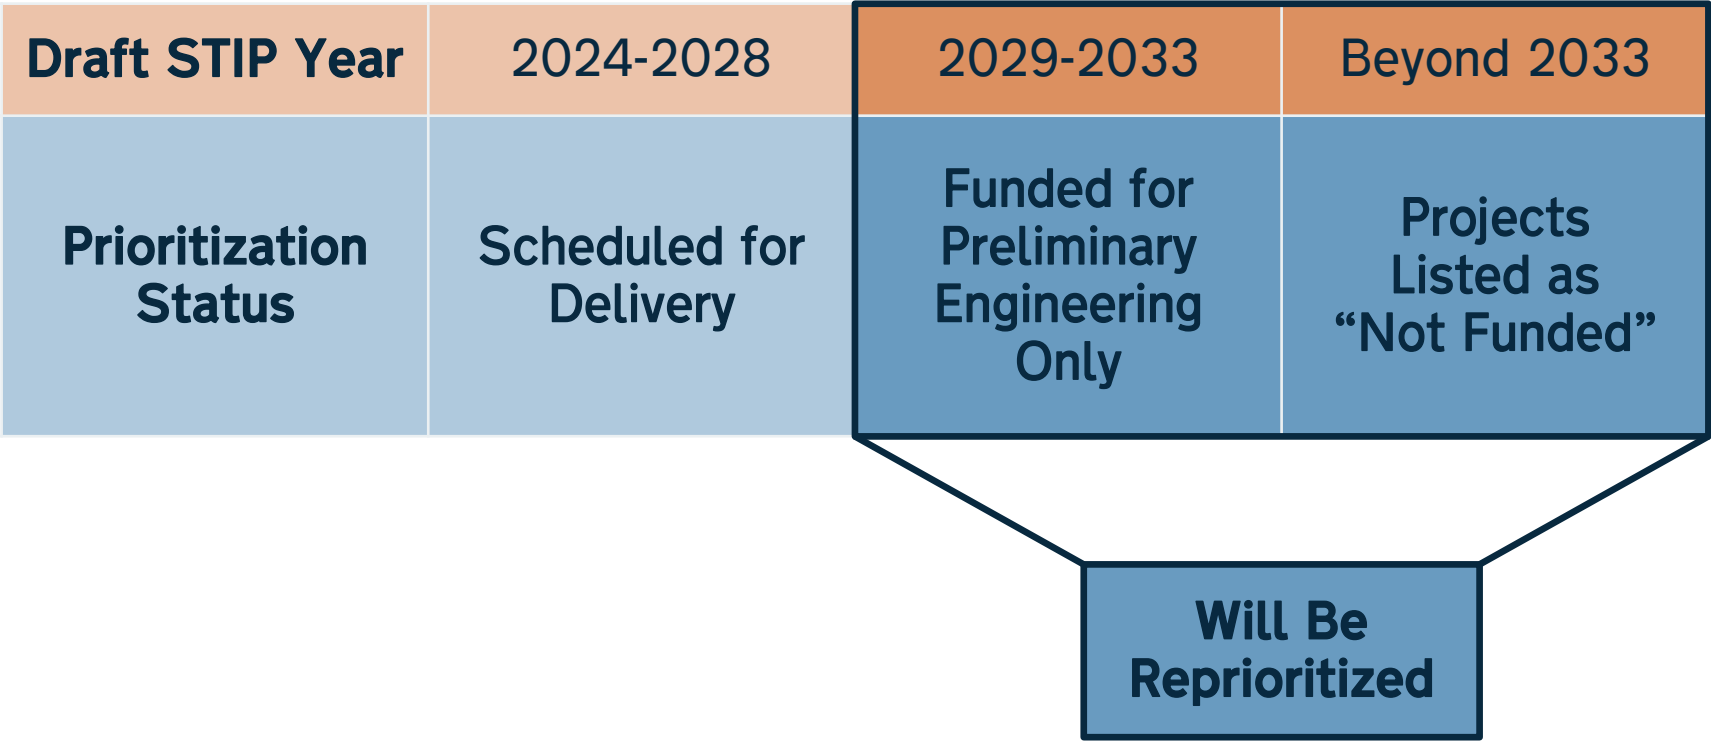 Draft STIP Year
2024-2028
2029-2033
Beyond 2033
Prioritization
Status
Scheduled for
Delivery
Funded for
Preliminary
Engineering
Only
Projects
Listed as
“Not Funded”
Will Be
Reprioritized